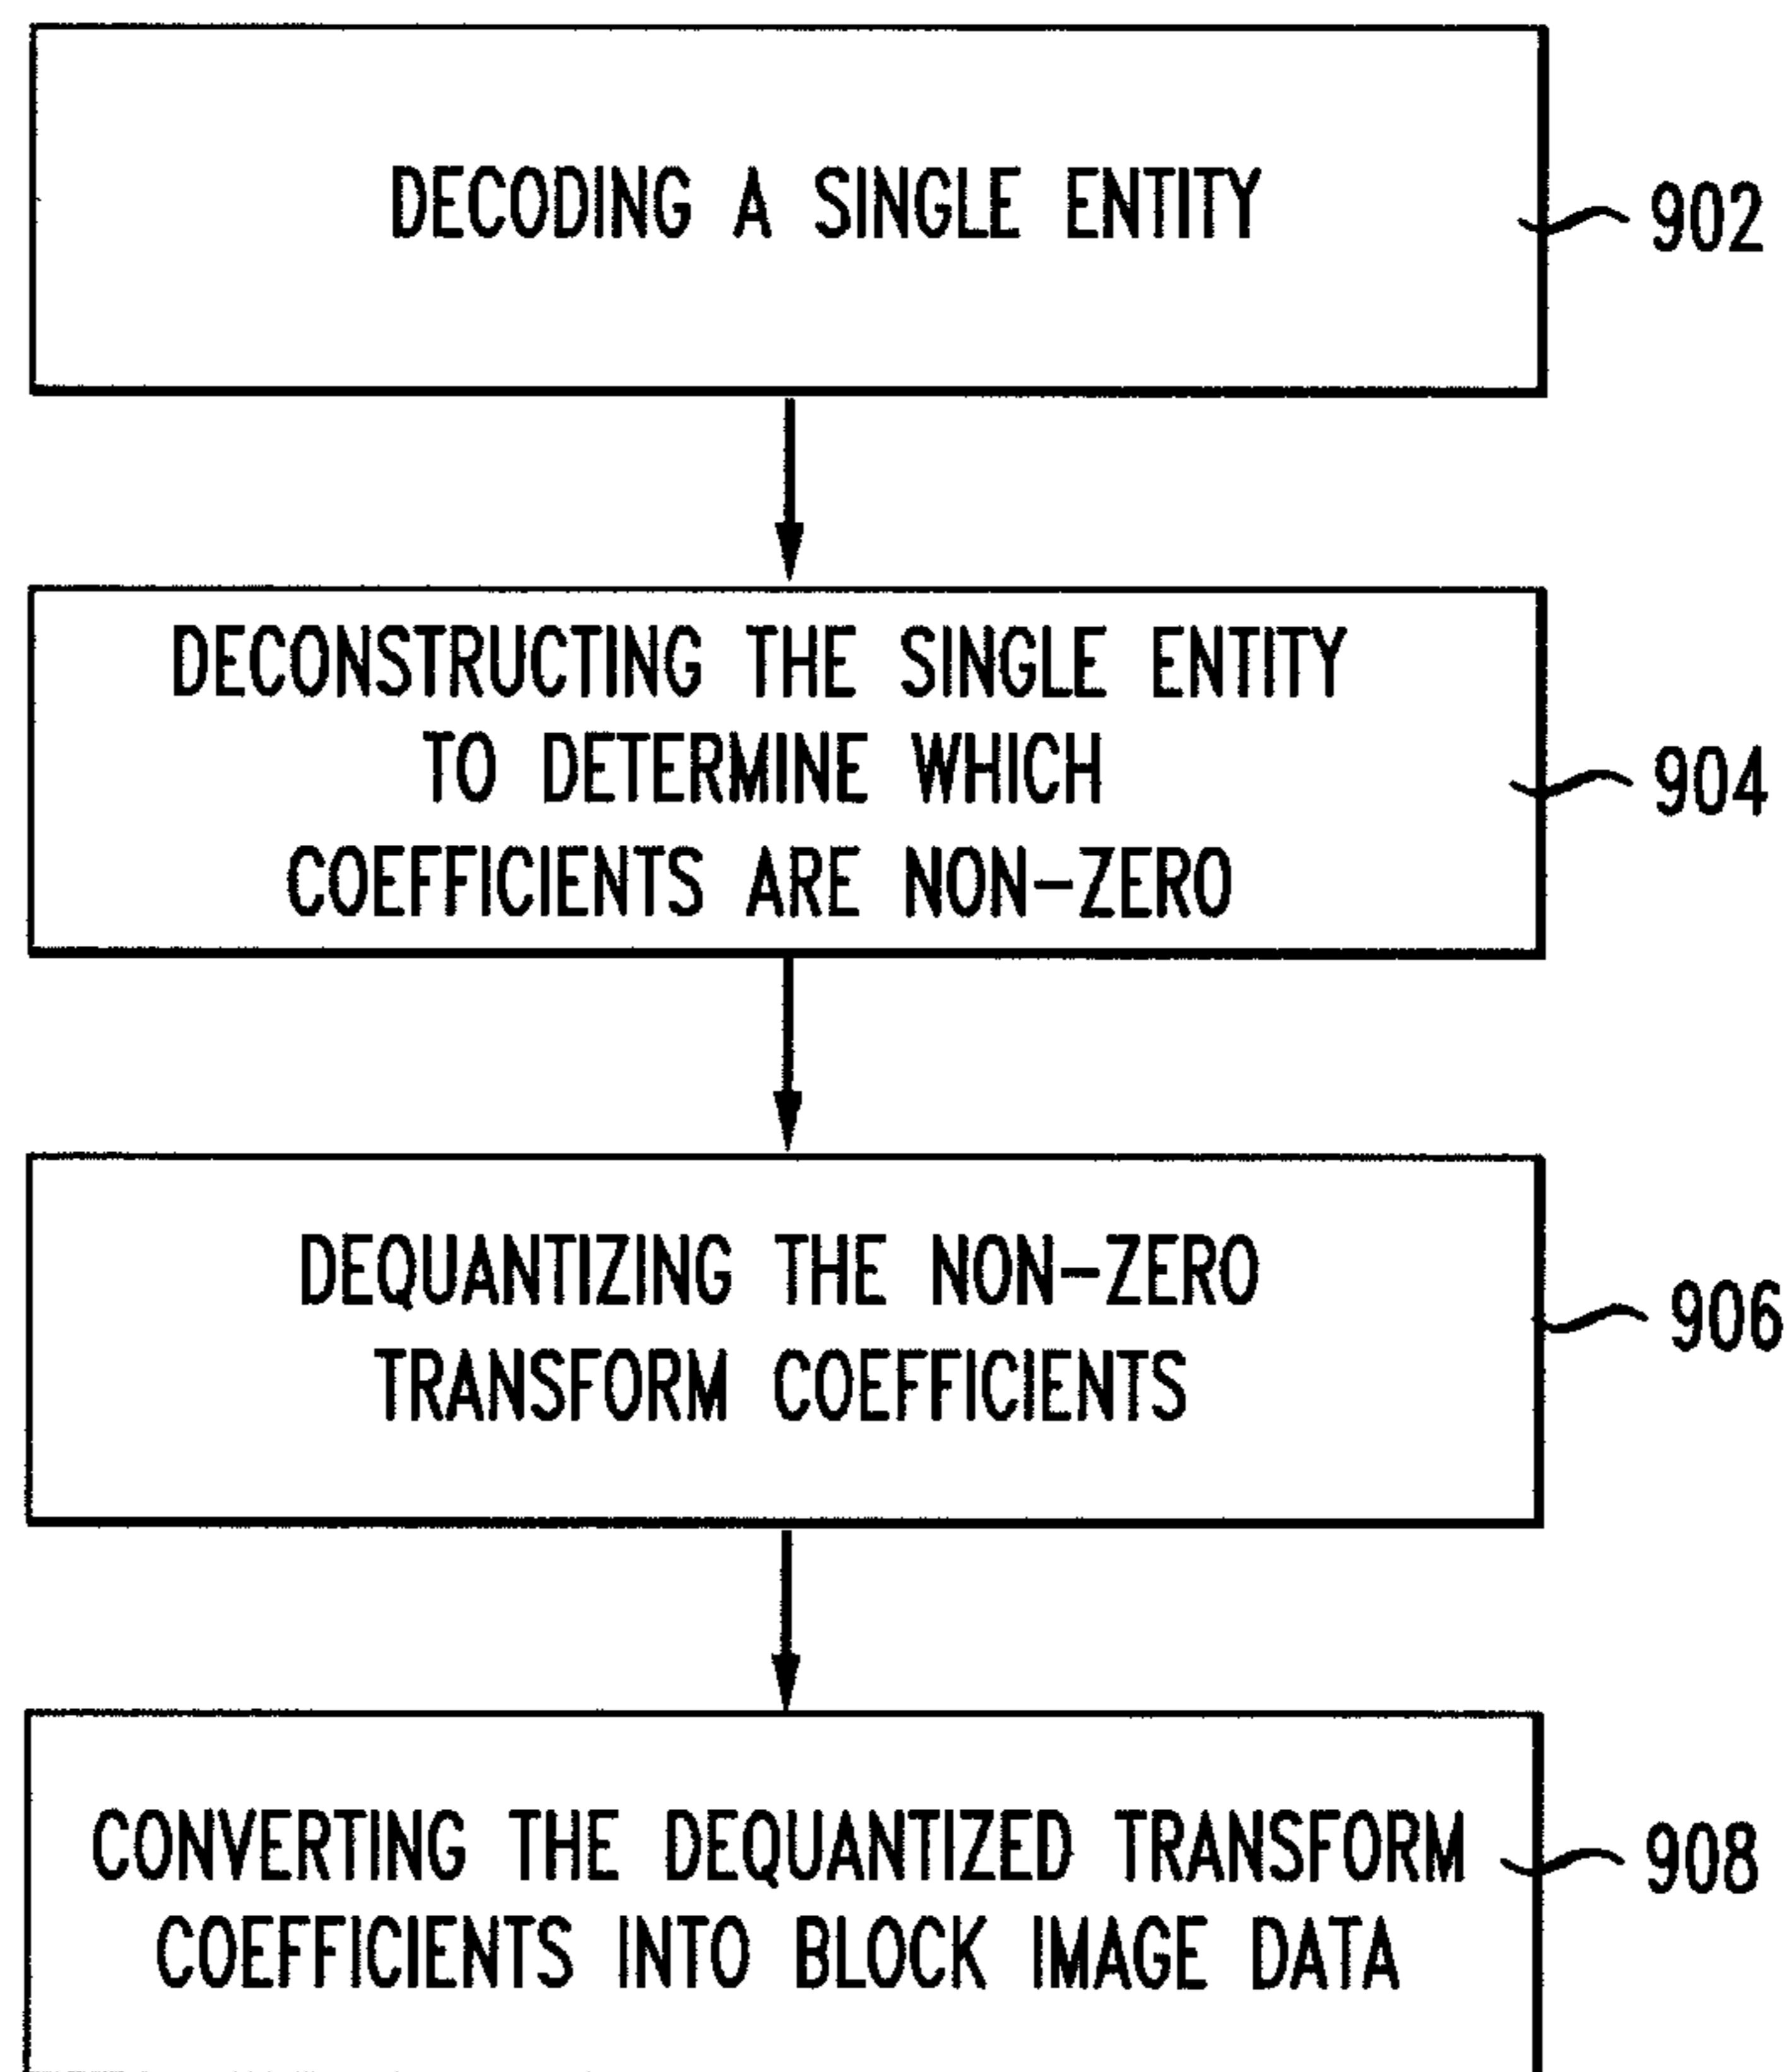 DECODING A SINGLE ENTITY
902
DECONSTRUCTING THE SINGLE ENTITY
TO DETERMINE WHICH
COEFFICIENTS ARE NON-ZERO
904
DEQUANTIZING THE NON-ZERO
TRANSFORM COEFFICIENTS
906
CONVERTING THE DEQUANTIZED TRANSFORM
COEFFICIENTS INTO BLOCK IMAGE DATA
908